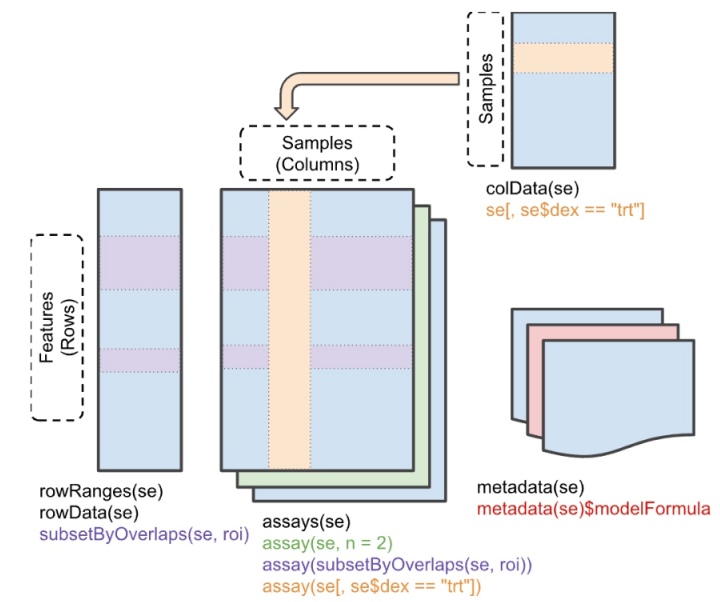 Samples
Samples
(Columns)
colData(se)
se[, se$dex == "trt"]
Features
(Rows)
rowRanges(se)
rowData(se)
subsetByOverlaps(se, roi)
assays(se)
assay(se, n = 2)
assay(subsetByOverlaps(se, roi))
assay(se[, se$dex == "trt"])
metadata(se)
metadata(se)$modelFormula